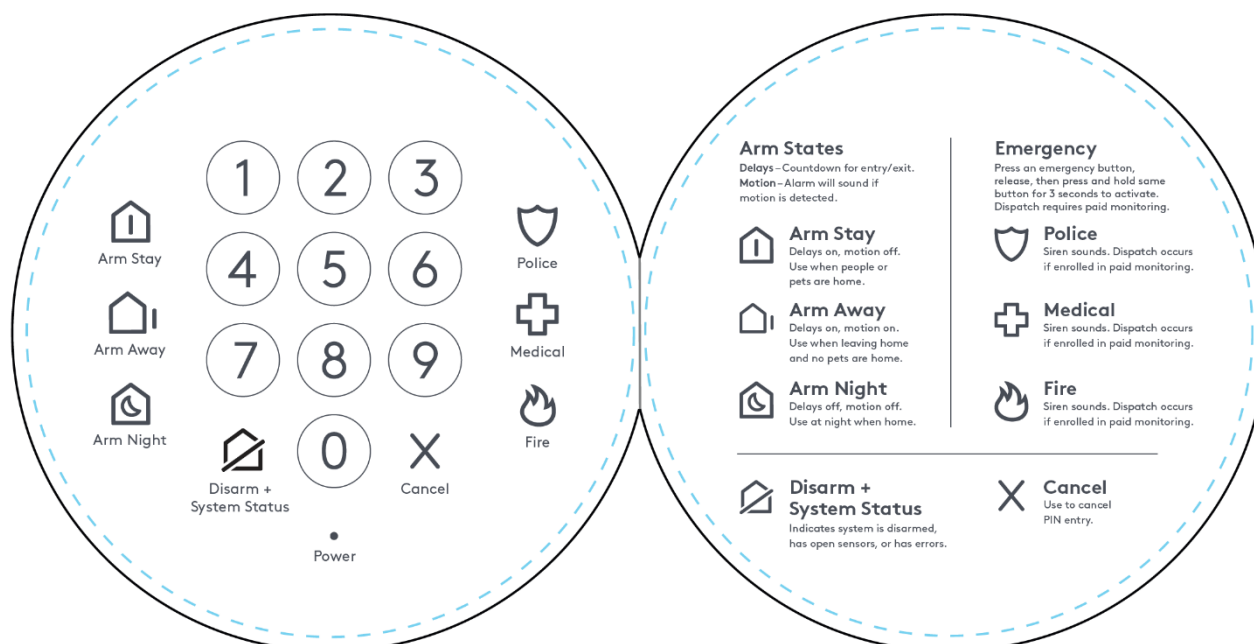 1
2
3
4
5
6
7
8
9
0
Arm Stay
Arm Away
Arm Night
Police
Medical
Fire
Disarm +
System Status
Cancel
Power
Arm States
Delays – Countdown for entry/exit.
Motion – Alarm will sound if
motion is detected.
Arm Stay
Delays on, motion off.
Use when people or
pets are home.
Arm Away
Delays on, motion on.
Use when leaving home
and no pets are home.
Arm Night
Delays off, motion off.
Use at night when home.
Emergency
Press an emergency button,
release, then press and hold same
button for 3 seconds to activate.
Dispatch requires paid monitoring.
Police
Siren sounds. Dispatch occurs
if enrolled in paid monitoring.
Medical
Siren sounds. Dispatch occurs
if enrolled in paid monitoring.
Fire
Siren sounds. Dispatch occurs
if enrolled in paid monitoring.
Disarm +
System Status
Indicates system is disarmed,
has open sensors, or has errors.
Cancel
Use to cancel
PIN entry.